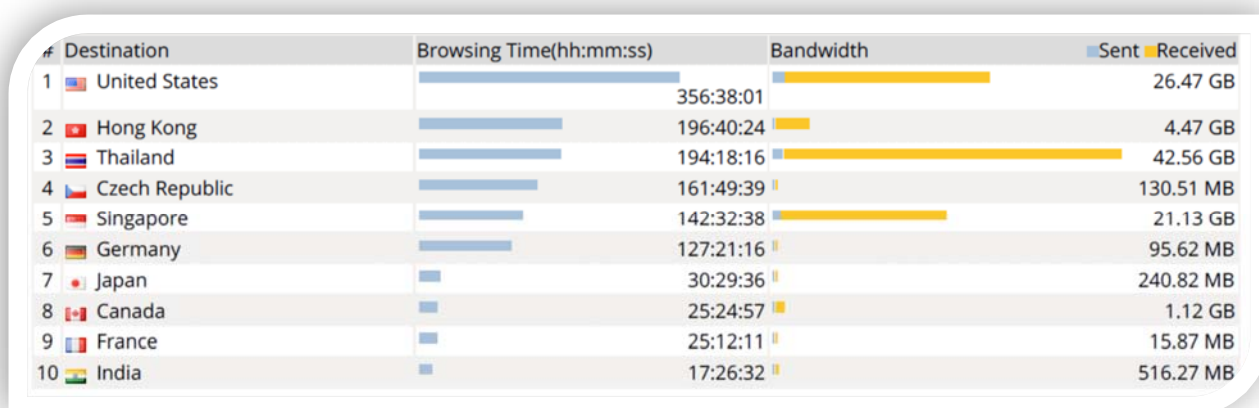 # Destination Browsing Time(hh:mm:ss) Bandwidth Sent Received
1 United States 356:38:01 26.47 GB
2 Hong Kong 196:40:24 4.47 GB
3 Thailand 194:18:16 42.56 GB
4 Czech Republic 161:49:39 130.51 MB
5 Singapore 142:32:38 21.13 GB
6 Germany 127:21:16 95.62 MB
7 Japan 30:29:36 240.82 MB
8 Canada 25:24:57 1.12 GB
9 France 25:12:11 15.87 MB
10 India 17:26:32 516.27 MB